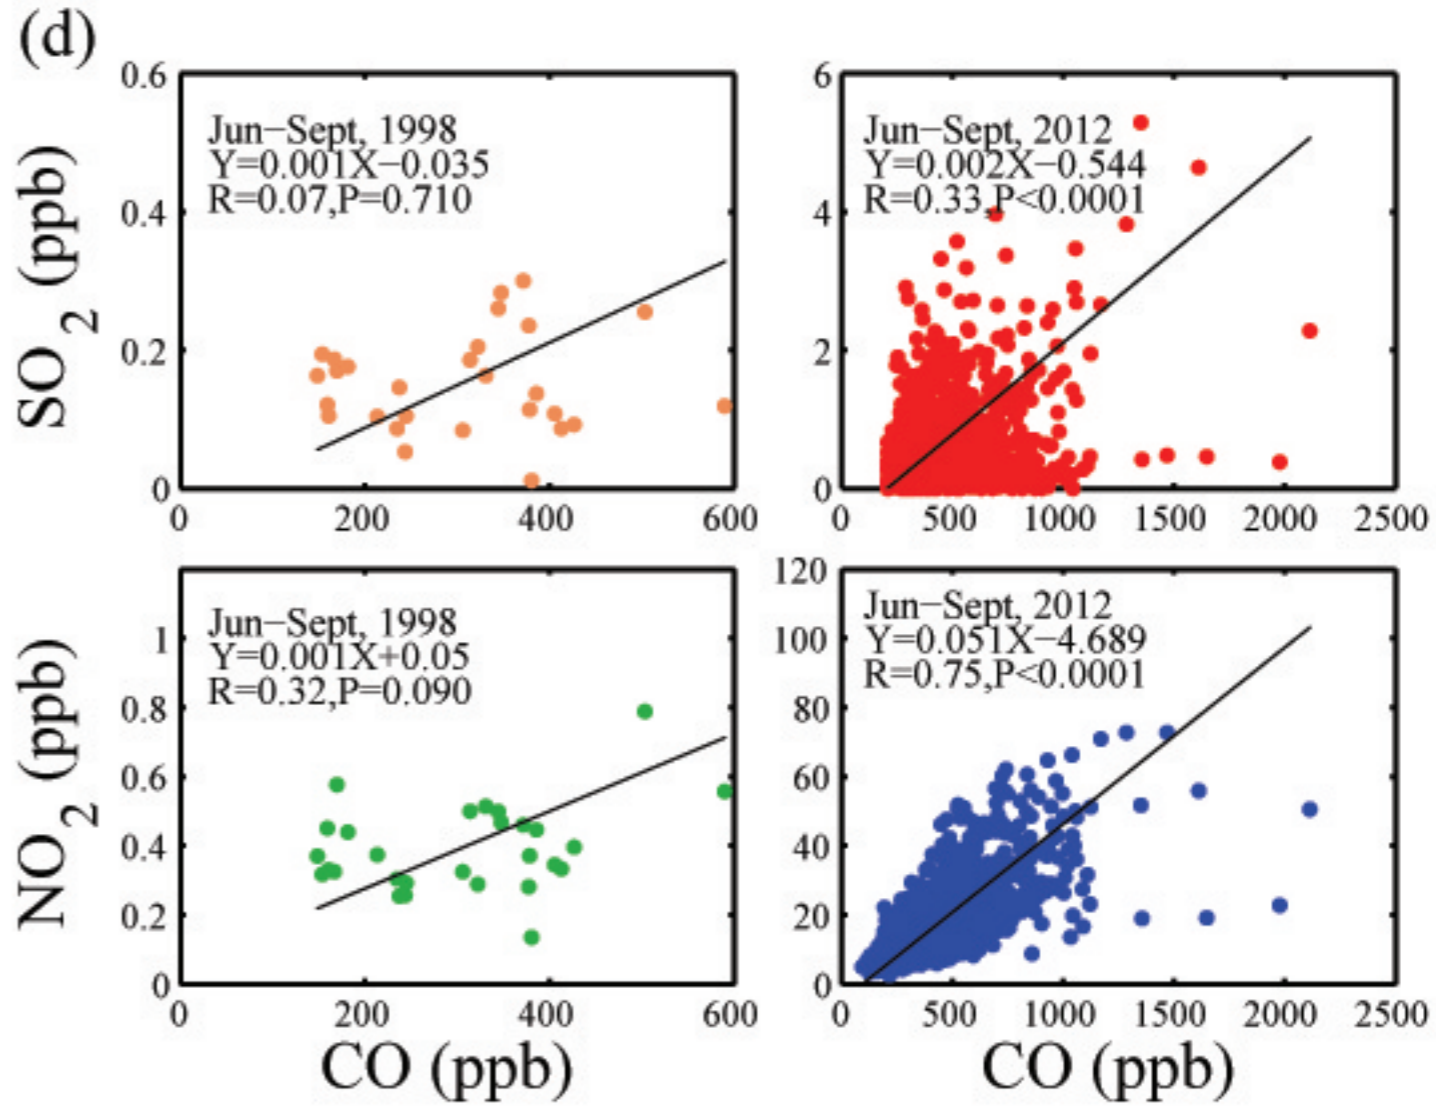 (d)
SO2 (ppb)
0.6
0.4
0.2
0
Jun−Sept, 1998
Y=0.001X−0.035
R=0.07,P=0.710
0
200
400
600
6
4
2
0
Jun−Sept, 2012
Y=0.002X−0.544
R=0.33,P<0.0001
0
500
1000
1500
2000
2500
NO2 (ppb)
1
0.8
0.6
0.4
0.2
0
Jun−Sept, 1998
Y=0.001X+0.05
R=0.32,P=0.090
0
200
400
600
CO (ppb)
120
100
80
60
40
20
0
Jun−Sept, 2012
Y=0.051X−4.689
R=0.75,P<0.0001
0
500
1000
1500
2000
2500
CO (ppb)